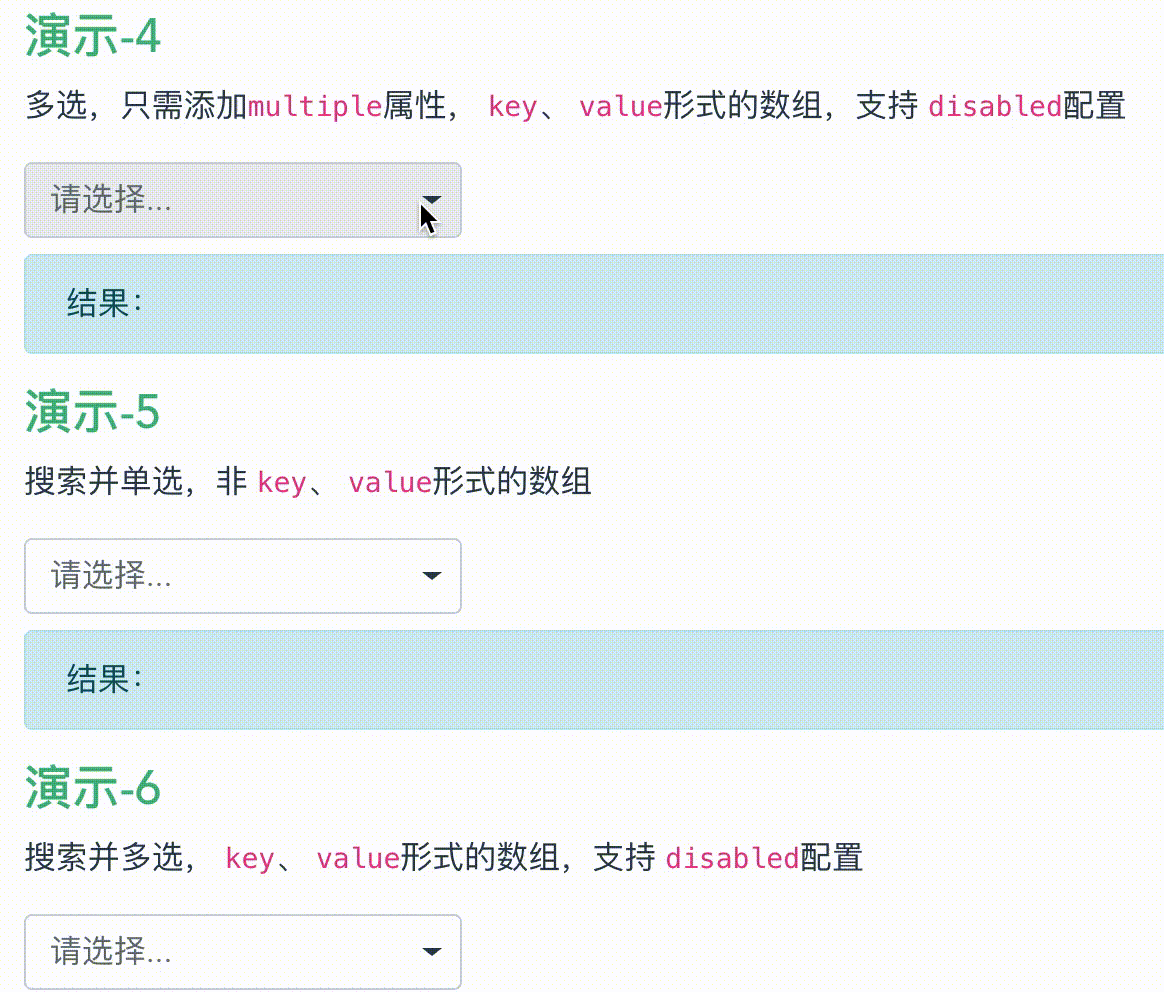 演示-4
多选，只需添加multiple属性， key、 value形式的数组，支持 disabled配置
请选择...
结果：
演示-5
搜索并单选，非 key、 value形式的数组
请选择...
结果：
演示-6
搜索并多选， key、 value形式的数组，支持 disabled配置
请选择...